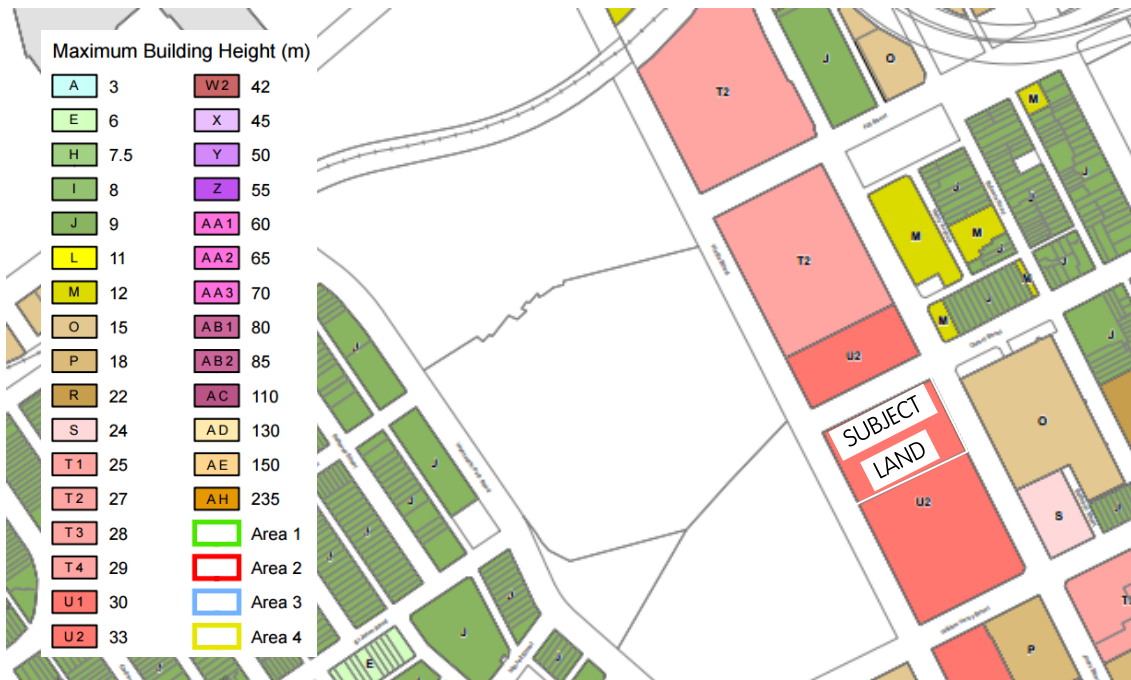 Maximum Building Height (m)
A 3
E 6
H 7.5
I 8
J 9
L 11
M 12
O 15
P 18
R 22
S 24
T1 25
T2 27
T3 28
T4 29
U1 30
U2 33
W2 42
X 45
Y 50
Z 55
AA1 60
AA2 65
AA3 70
AB1 80
AB2 85
AC 110
AD 130
AE 150
AH 235
Area 1
Area 2
Area 3
Area 4
J
O
T2
M
J
J
J
M
M
J
T2
J
M
J
M
J
U2
J
SUBJECT
LAND
O
U2
S
J
William Henry Street
P
J
J
J
J
J
J
J
J
J
E
J